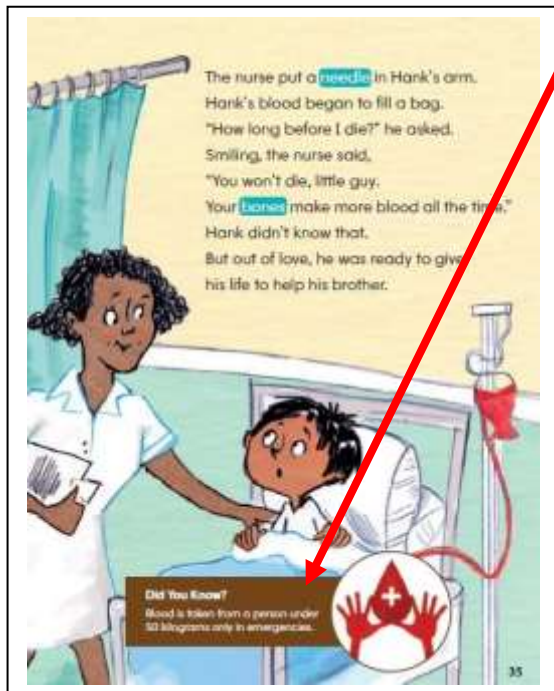 The nurse put a needle in Hank's arm.
Hank's blood began to fill a bag.
"How long before I die?" he asked.
Smiling, the nurse said,
"You won't die, little guy.
Your bones make more blood all the time."
Hank didn't know that.
But out of love, he was ready to give
his life to help his brother.
Did You Know?
Blood is taken from a person under
50 kilograms only in emergencies.
35